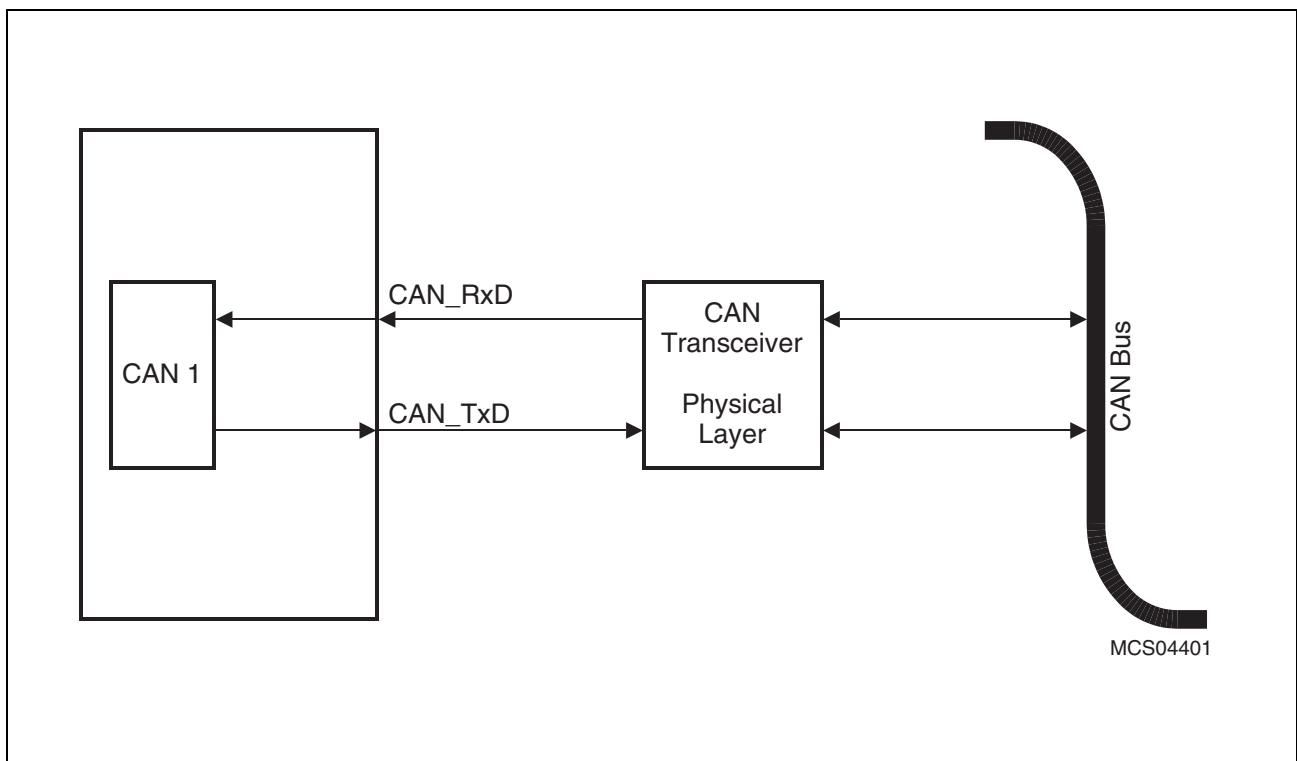 CAN 1
CAN_RxD
CAN_TxD
CAN
Transceiver
Physical
Layer
CAN Bus
MCS04401